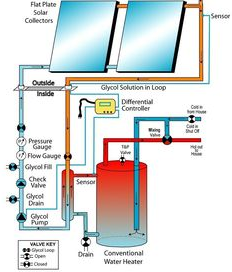 Flat Plate
Solar
Collectors
Sensor
Glycol Solution in Loop
Outside
Inside
Differential
Controller
Cold in
from House
Cold in
Shut Off
Mixing
Valve
Hot out to
House
Pressure
Gauge
Flow Gauge
T&P
Valve
Glycol Fill
Check
Valve
Sensor
Glycol
Drain
Glycol
Pump
Drain
Conventional
Water Heater
VALVE KEY
Glycol Loop
Open
Closed